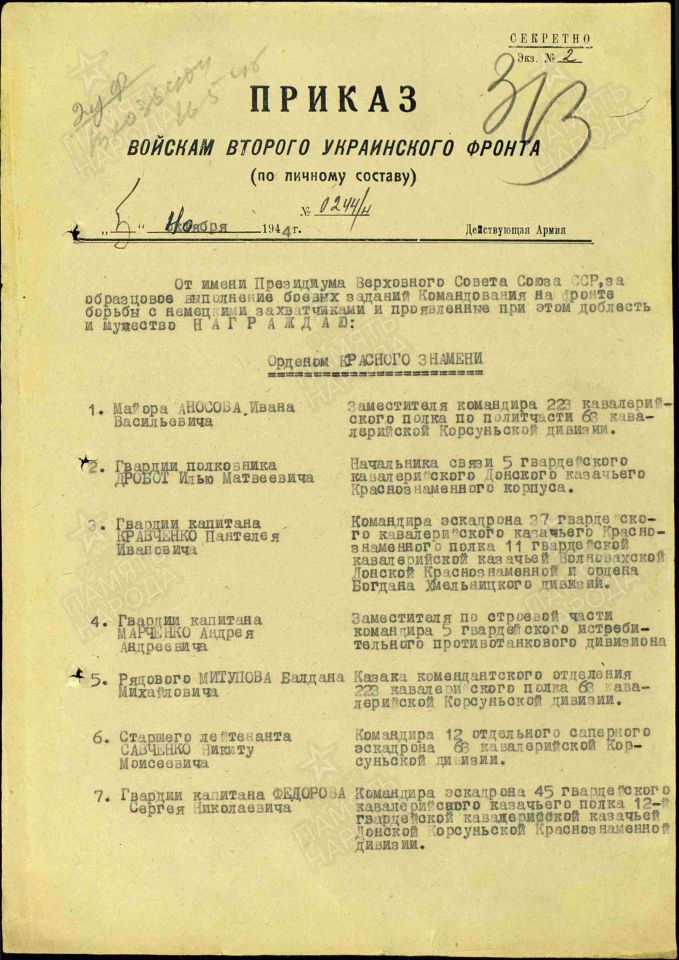 СЕКРЕТНО
Экз. № 2
313
ПРИКАЗ
ВОЙСКАМ ВТОРОГО УКРАИНСКОГО ФРОНТА
(по личному составу)
№ 0244/н
„5“ ноября 1944 г. Действующая Армия
От имени Президиума Верховного Совета Союза ССР, за
образцовое выполнение боевых заданий Командования на фронте
борьбы с немецкими захватчиками и проявленные при этом доблесть
и мужество НАГРАЖДАЮ:
Орденом КРАСНОГО ЗНАМЕНИ
1. Майора АНОСОВА Ивана Заместителя командира 223 кавалерий-
Васильевича ского полка по политчасти 63 кава-
лерийской Корсуньской дивизии.
2. Гвардии полковника Начальника связи 5 гвардейского
ДРОБОТ Илью Матвеевича кавалерийского Донского казачьего
Краснознаменного корпуса.
3. Гвардии капитана Командира эскадрона 37 гвардейско-
КРАВЧЕНКО Пантелея го кавалерийского казачьего Красно-
Ивановича знаменного полка 11 гвардейской
кавалерийской казачьей Волновахской
Донской Краснознаменной и ордена
Богдана Хмельницкого дивизии.
4. Гвардии капитана Заместителя по строевой части
МАРЧЕНКО Андрея командира 5 гвардейского истреби-
Андреевича тельного противотанкового дивизиона
5. Рядового МИТУПОВА Балдана Казака комендантского отделения
Михайловича 223 кавалерийского полка 63 кава-
лерийской Корсуньской дивизии.
6. Старшего лейтенанта Командира 12 отдельного саперного
САВЧЕНКО Никиту эскадрона 63 кавалерийской Кор-
Моисеевича суньской дивизии.
7. Гвардии капитана ФЕДОРОВА Командира эскадрона 45 гвардейского
Сергея Николаевича кавалерийского казачьего полка 12-й
гвардейской кавалерийской казачьей
Донской Корсуньской Краснознаменной
дивизии.
ПАМЯТЬ НАРОДА